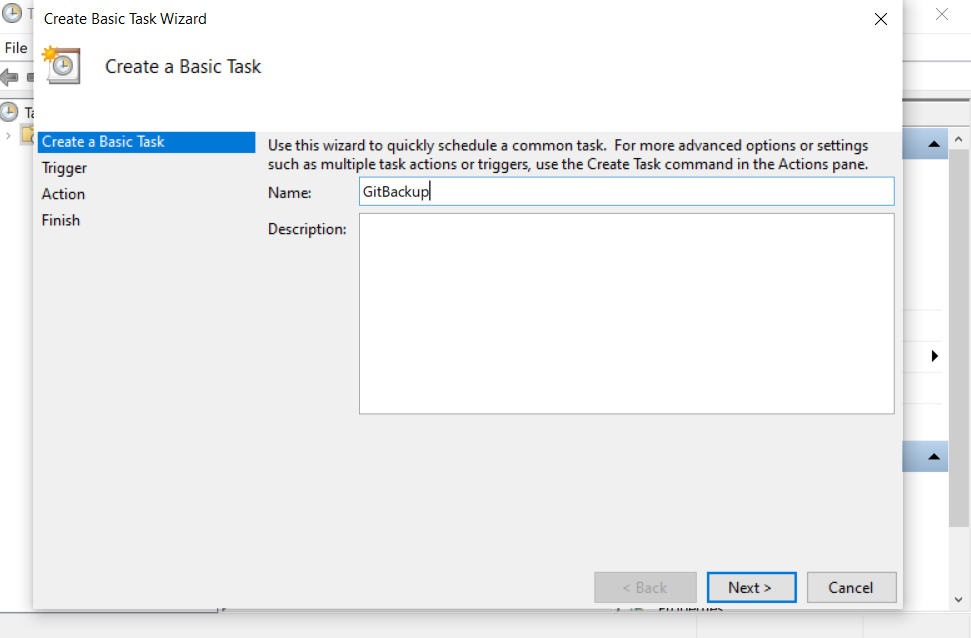 Create Basic Task Wizard
File
Create a Basic Task
Create a Basic Task
Trigger
Action
Finish
Use this wizard to quickly schedule a common task.  For more advanced options or settings
such as multiple task actions or triggers, use the Create Task command in the Actions pane.
Name:
GitBackup
Description:
< Back
Next >
Cancel